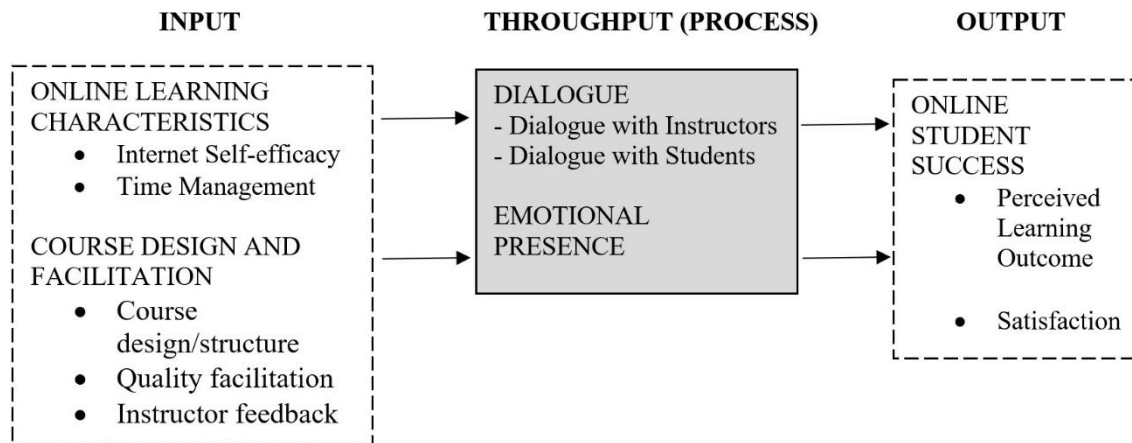 INPUT
ONLINE LEARNING
CHARACTERISTICS
• Internet Self-efficacy
• Time Management
COURSE DESIGN AND
FACILITATION
• Course
design/structure
• Quality facilitation
• Instructor feedback
THROUGHPUT (PROCESS)
DIALOGUE
- Dialogue with Instructors
- Dialogue with Students
EMOTIONAL
PRESENCE
OUTPUT
ONLINE
STUDENT
SUCCESS
• Perceived
Learning
Outcome
• Satisfaction